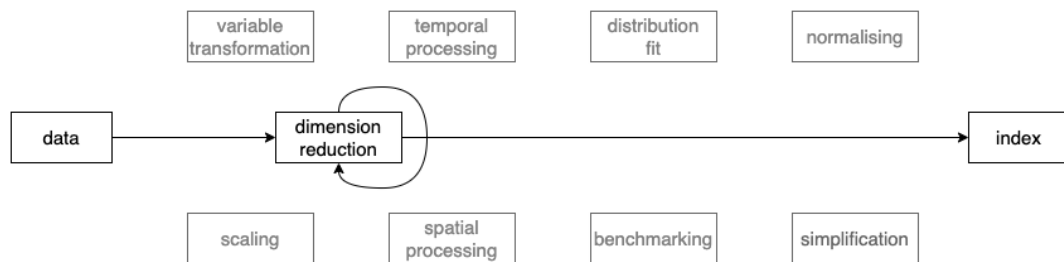 variable
transformation
temporal
processing
distribution
fit
normalising
data
dimension
reduction
index
scaling
spatial
processing
benchmarking
simplification